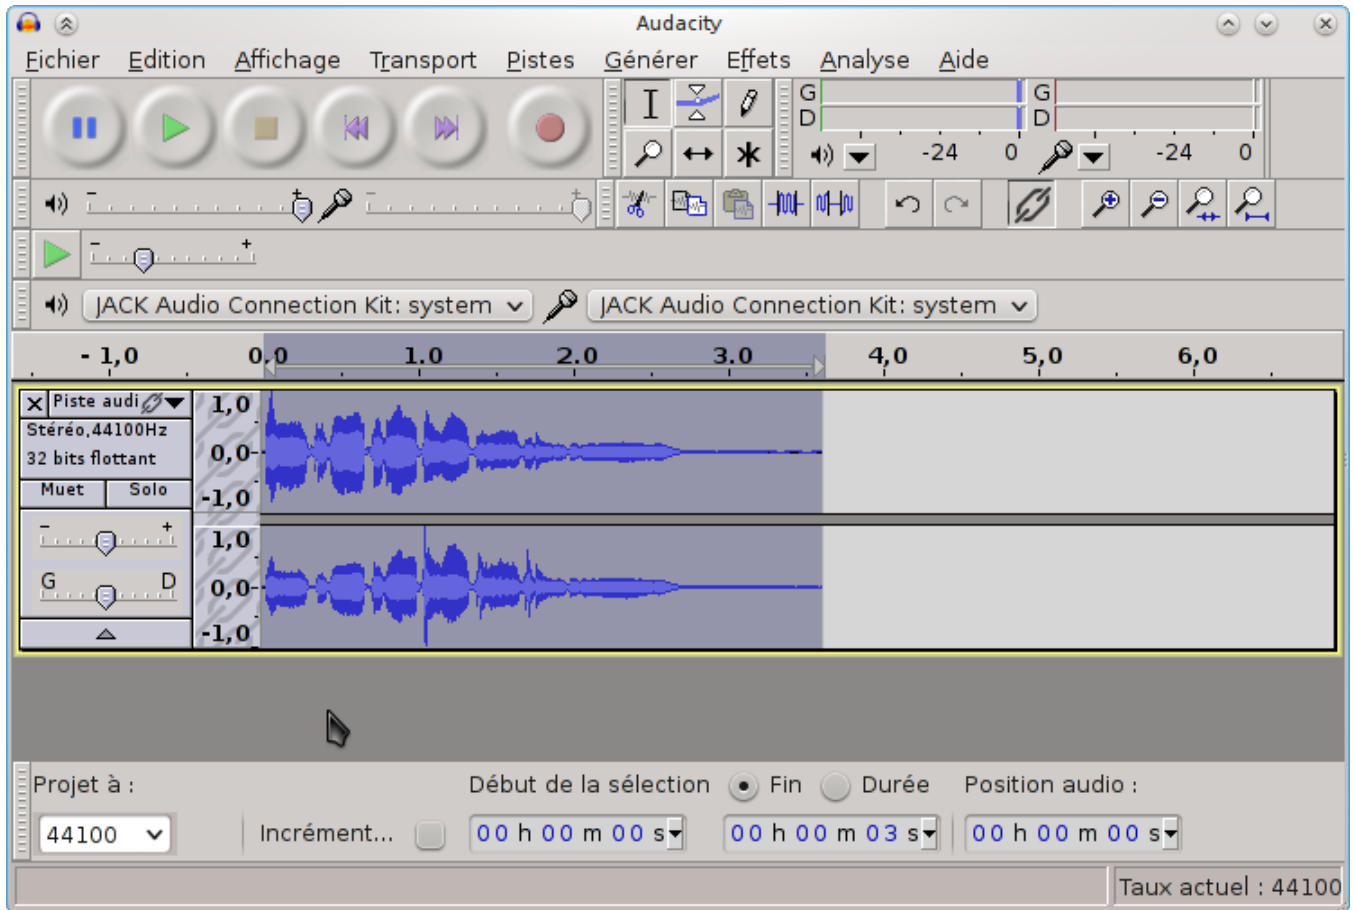 Audacity
Fichier Edition Affichage Transport Pistes Générer Effets Analyse Aide
G G
D D
-24 0 -24 0
- + - +
- +
JACK Audio Connection Kit: system JACK Audio Connection Kit: system
- 1,0 0,0 1.0 2.0 3.0 4,0 5,0 6,0
X Piste audi 1,0
Stéréo,44100Hz
32 bits flottant 0,0
Muet Solo -1,0
- +
1,0
G D 0,0
-1,0
Projet à : Début de la sélection Fin Durée Position audio :
44100 Incrément... 00 h 00 m 00 s 00 h 00 m 03 s 00 h 00 m 00 s
Taux actuel : 44100